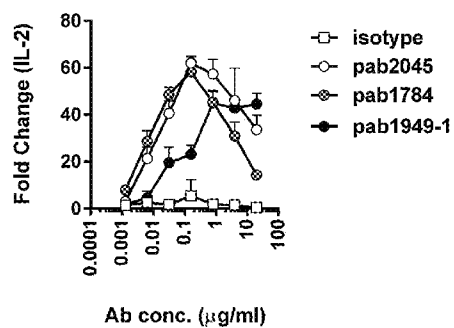 Fold Change (IL-2)
80
60
40
20
0
0.0001
0.001
0.01
0.1
1
10
100
Ab conc. (μg/ml)
isotype
pab2045
pab1784
pab1949-1